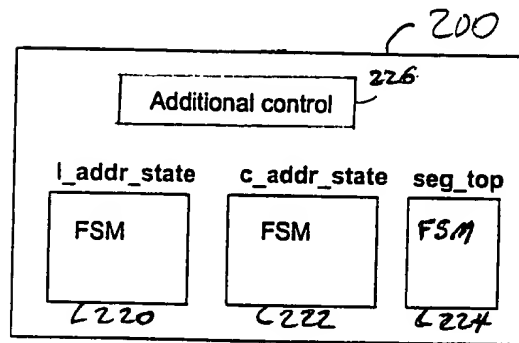 200
226
Additional control
l_addr_state c_addr_state seg_top
FSM FSM FSM
220 222 224